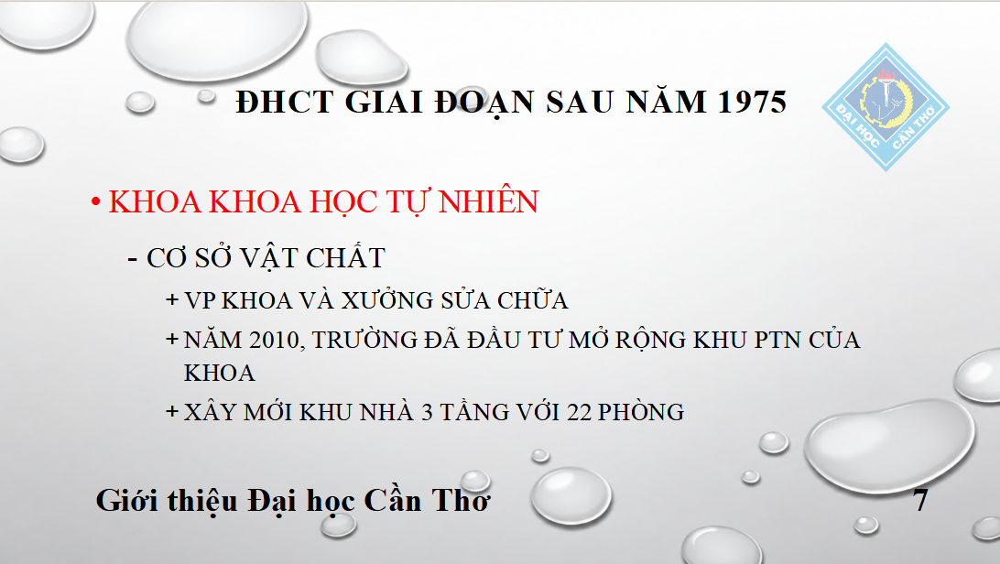 ĐHCT GIAI ĐOẠN SAU NĂM 1975
ĐẠI HỌC CẦN THƠ
• KHOA KHOA HỌC TỰ NHIÊN
- CƠ SỞ VẬT CHẤT
+ VP KHOA VÀ XƯỞNG SỬA CHỮA
+ NĂM 2010, TRƯỜNG ĐÃ ĐẦU TƯ MỞ RỘNG KHU PTN CỦA
KHOA
+ XÂY MỚI KHU NHÀ 3 TẦNG VỚI 22 PHÒNG
Giới thiệu Đại học Cần Thơ
7